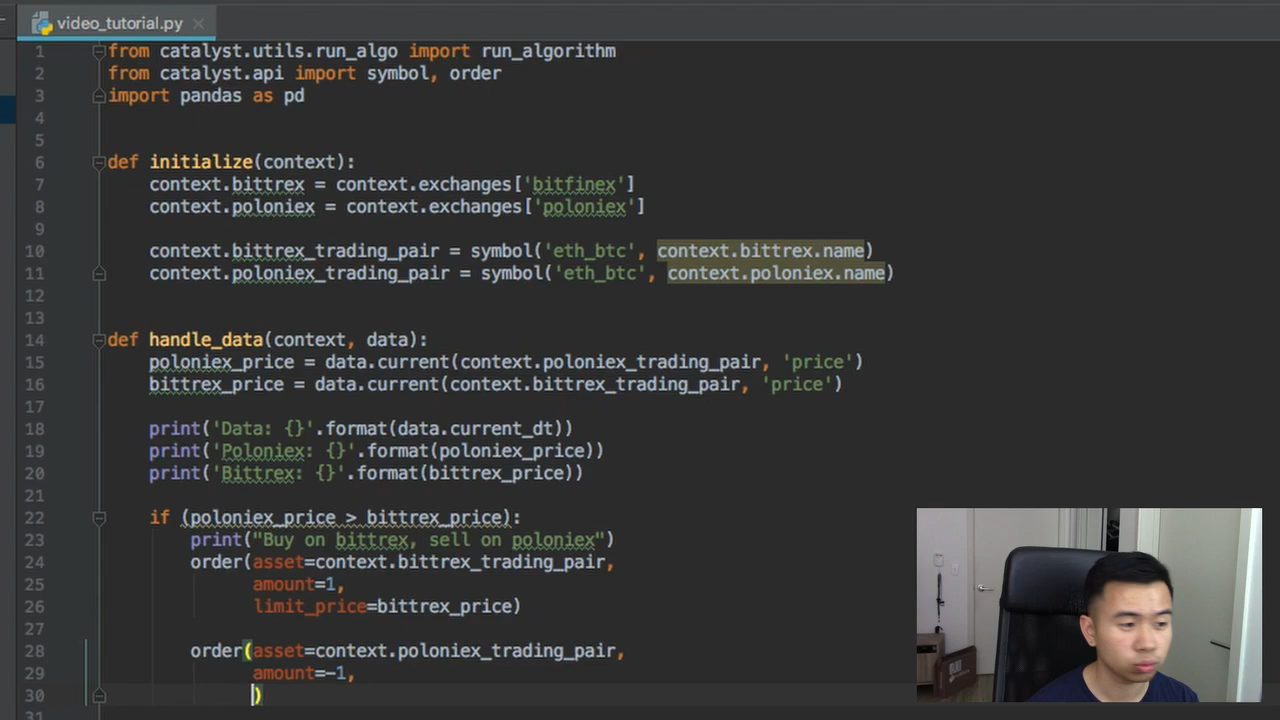 video_tutorial.py
1 from catalyst.utils.run_algo import run_algorithm
2 from catalyst.api import symbol, order
3 import pandas as pd
4
5
6 def initialize(context):
7 context.bittrex = context.exchanges['bitfinex']
8 context.poloniex = context.exchanges['poloniex']
9
10 context.bittrex_trading_pair = symbol('eth_btc', context.bittrex.name)
11 context.poloniex_trading_pair = symbol('eth_btc', context.poloniex.name)
12
13
14 def handle_data(context, data):
15 poloniex_price = data.current(context.poloniex_trading_pair, 'price')
16 bittrex_price = data.current(context.bittrex_trading_pair, 'price')
17
18 print('Data: {}'.format(data.current_dt))
19 print('Poloniex: {}'.format(poloniex_price))
20 print('Bittrex: {}'.format(bittrex_price))
21
22 if (poloniex_price > bittrex_price):
23 print("Buy on bittrex, sell on poloniex")
24 order(asset=context.bittrex_trading_pair,
25 amount=1,
26 limit_price=bittrex_price)
27
28 order(asset=context.poloniex_trading_pair,
29 amount=-1,
30 )
31